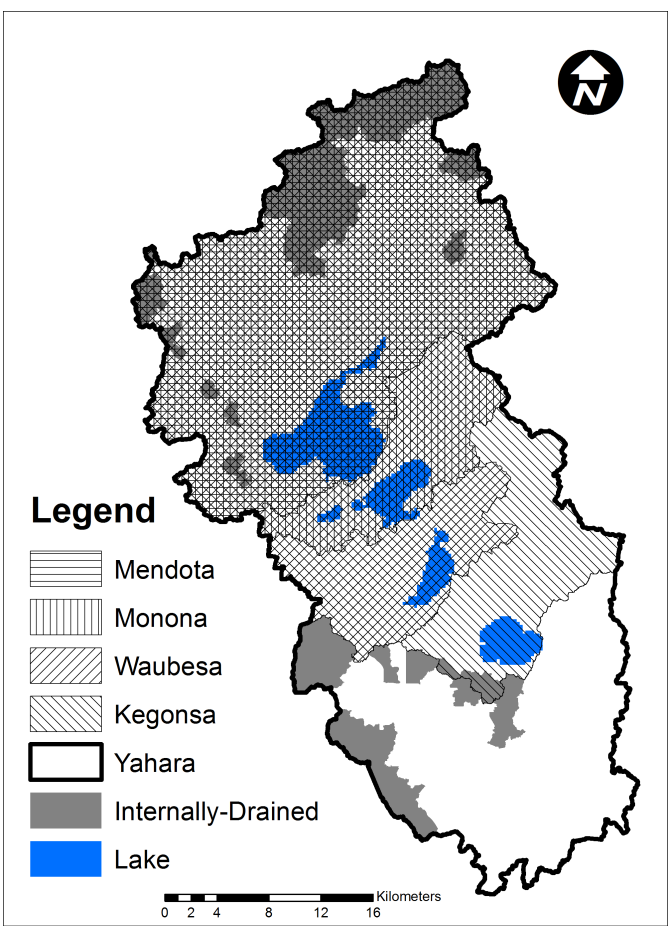 N
Legend
Mendota
Monona
Waubesa
Kegonsa
Yahara
Internally-Drained
Lake
Kilometers
0 2 4 8 12 16